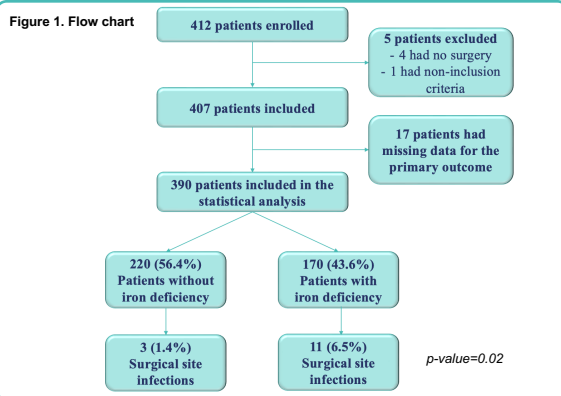 Figure 1. Flow chart
412 patients enrolled
5 patients excluded
- 4 had no surgery
- 1 had non-inclusion
criteria
407 patients included
17 patients had
missing data for the
primary outcome
390 patients included in the
statistical analysis
220 (56.4%)
Patients without
iron deficiency
170 (43.6%)
Patients with
iron deficiency
3 (1.4%)
Surgical site
infections
11 (6.5%)
Surgical site
infections
p-value=0.02